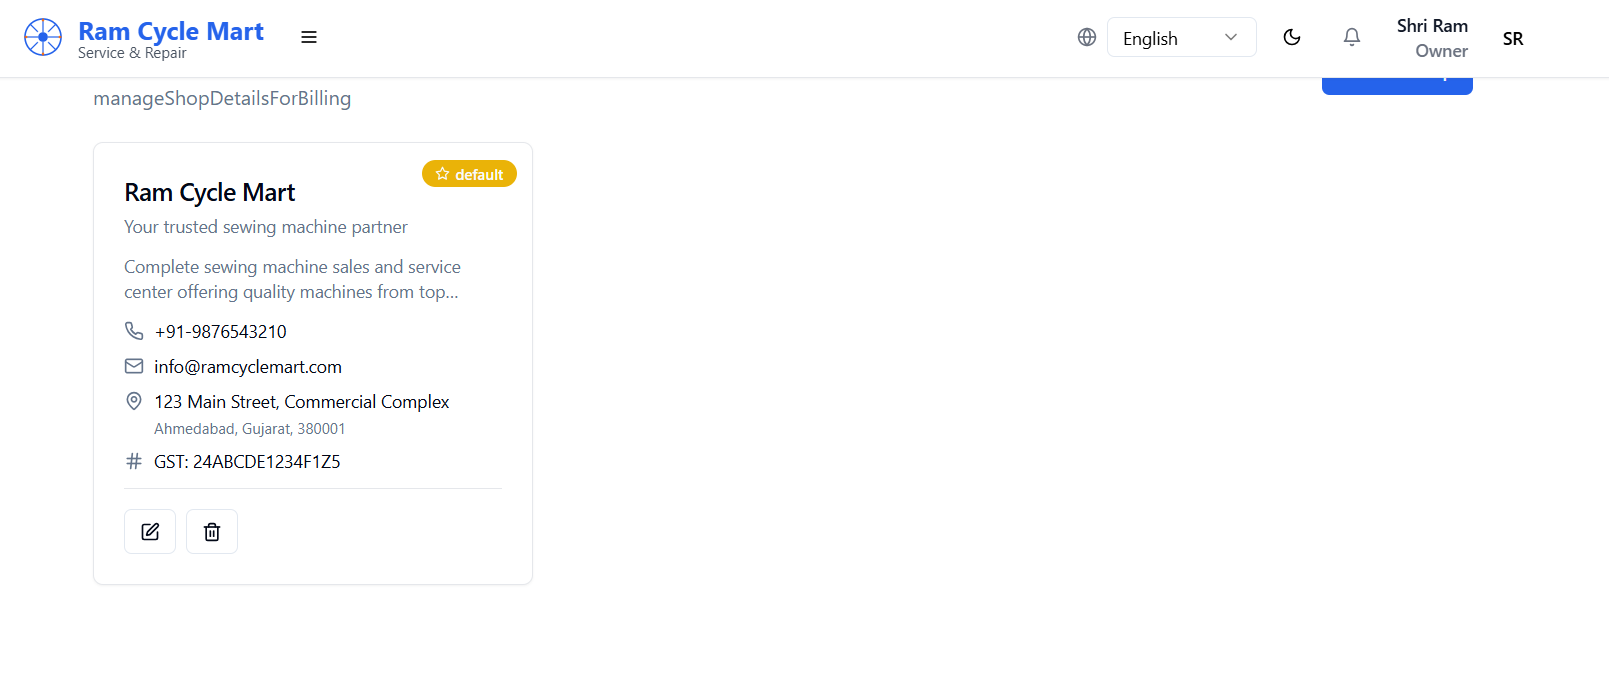 Ram Cycle Mart
Service & Repair
English
Shri Ram
Owner
SR
manageShopDetailsForBilling
default
Ram Cycle Mart
Your trusted sewing machine partner
Complete sewing machine sales and service
center offering quality machines from top...
+91-9876543210
info@ramcyclemart.com
123 Main Street, Commercial Complex
Ahmedabad, Gujarat, 380001
GST: 24ABCDE1234F1Z5